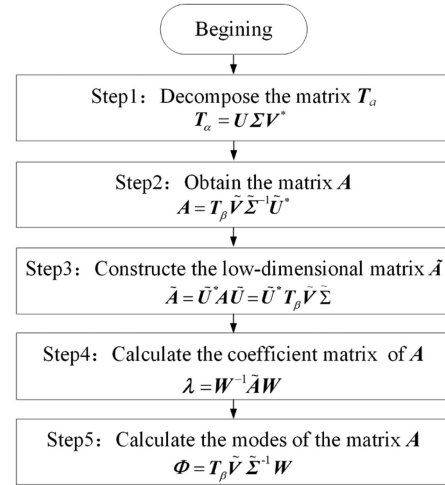 Begining
Step1：Decompose the matrix Tₐ
T_α = UΣV*
Step2：Obtain the matrix A
A = T_β Ṽ Σ̃⁻¹ Ũ*
Step3：Constructe the low-dimensional matrix Ã
Ã = Ũ*AŨ = Ũ*T_β Ṽ Σ̃
Step4：Calculate the coefficient matrix of A
λ = W⁻¹ÃW
Step5：Calculate the modes of the matrix A
Φ = T_β Ṽ Σ̃⁻¹ W